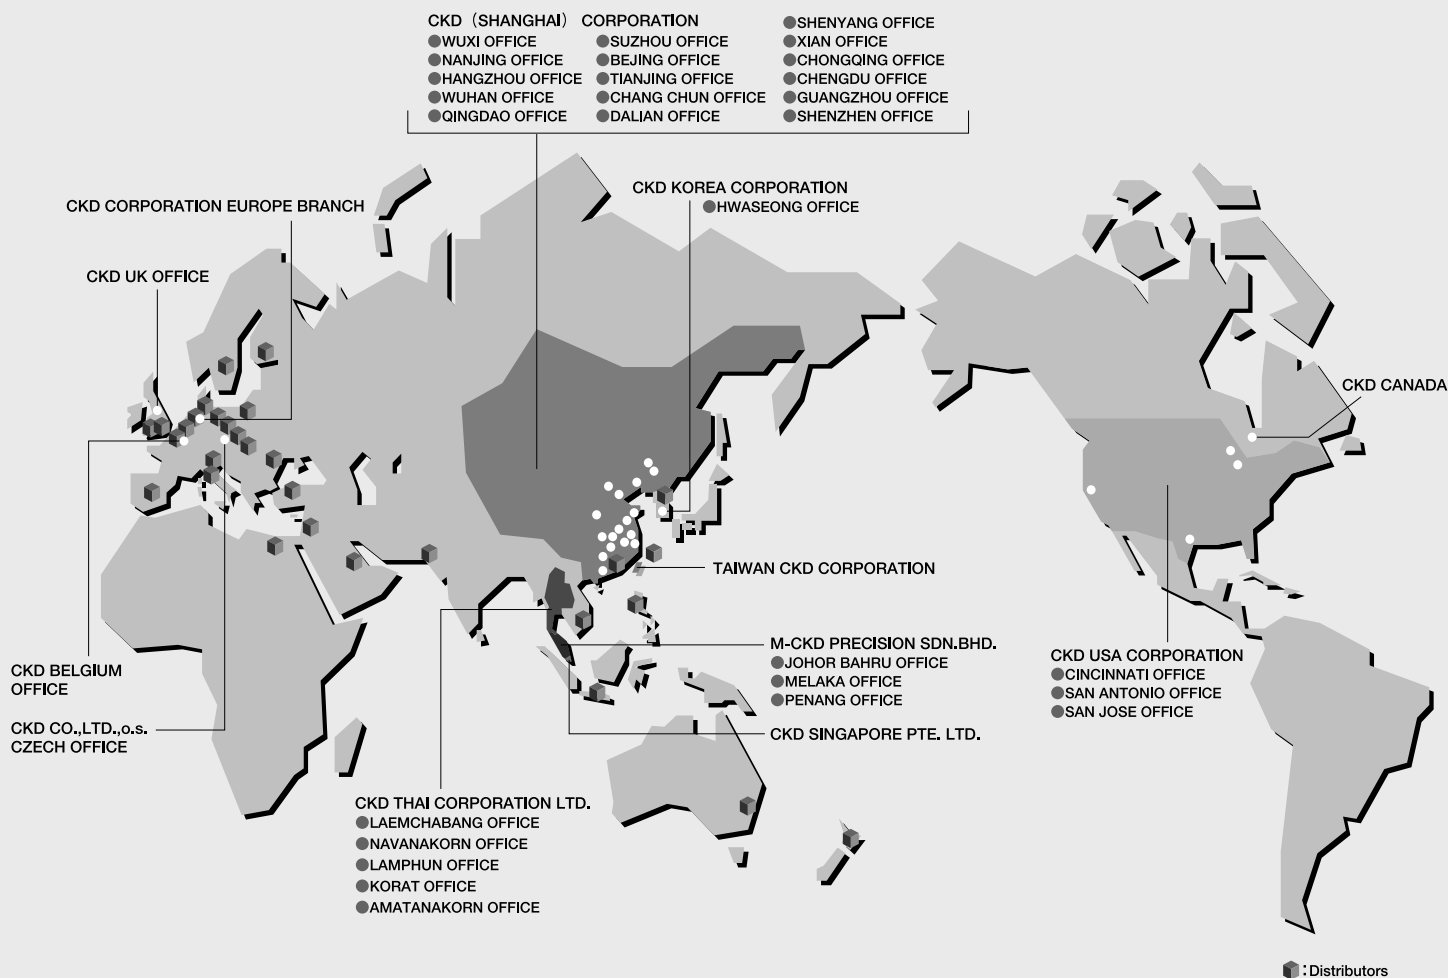 CKD（SHANGHAI） CORPORATION
●WUXI OFFICE
●NANJING OFFICE
●HANGZHOU OFFICE
●WUHAN OFFICE
●QINGDAO OFFICE
●SUZHOU OFFICE
●BEJING OFFICE
●TIANJING OFFICE
●CHANG CHUN OFFICE
●DALIAN OFFICE
●SHENYANG OFFICE
●XIAN OFFICE
●CHONGQING OFFICE
●CHENGDU OFFICE
●GUANGZHOU OFFICE
●SHENZHEN OFFICE
CKD KOREA CORPORATION
●HWASEONG OFFICE
CKD CORPORATION EUROPE BRANCH
CKD UK OFFICE
CKD CANADA
TAIWAN CKD CORPORATION
CKD BELGIUM
OFFICE
CKD CO.,LTD.,o.s.
CZECH OFFICE
M-CKD PRECISION SDN.BHD.
●JOHOR BAHRU OFFICE
●MELAKA OFFICE
●PENANG OFFICE
CKD SINGAPORE PTE. LTD.
CKD USA CORPORATION
●CINCINNATI OFFICE
●SAN ANTONIO OFFICE
●SAN JOSE OFFICE
CKD THAI CORPORATION LTD.
●LAEMCHABANG OFFICE
●NAVANAKORN OFFICE
●LAMPHUN OFFICE
●KORAT OFFICE
●AMATANAKORN OFFICE
:Distributors